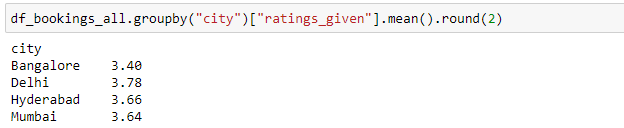 df_bookings_all.groupby("city")["ratings_given"].mean().round(2)
city
Bangalore    3.40
Delhi        3.78
Hyderabad    3.66
Mumbai       3.64